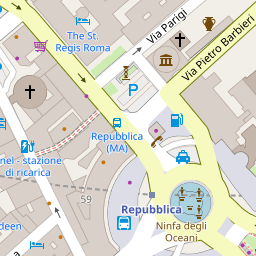 The St.
Regis Roma
Via Parigi
Via Pietro Barbieri
P
Repubblica
(MA)
nel - stazione
di ricarica
59
Repubblica
Ninfa degli
Oceani
deen